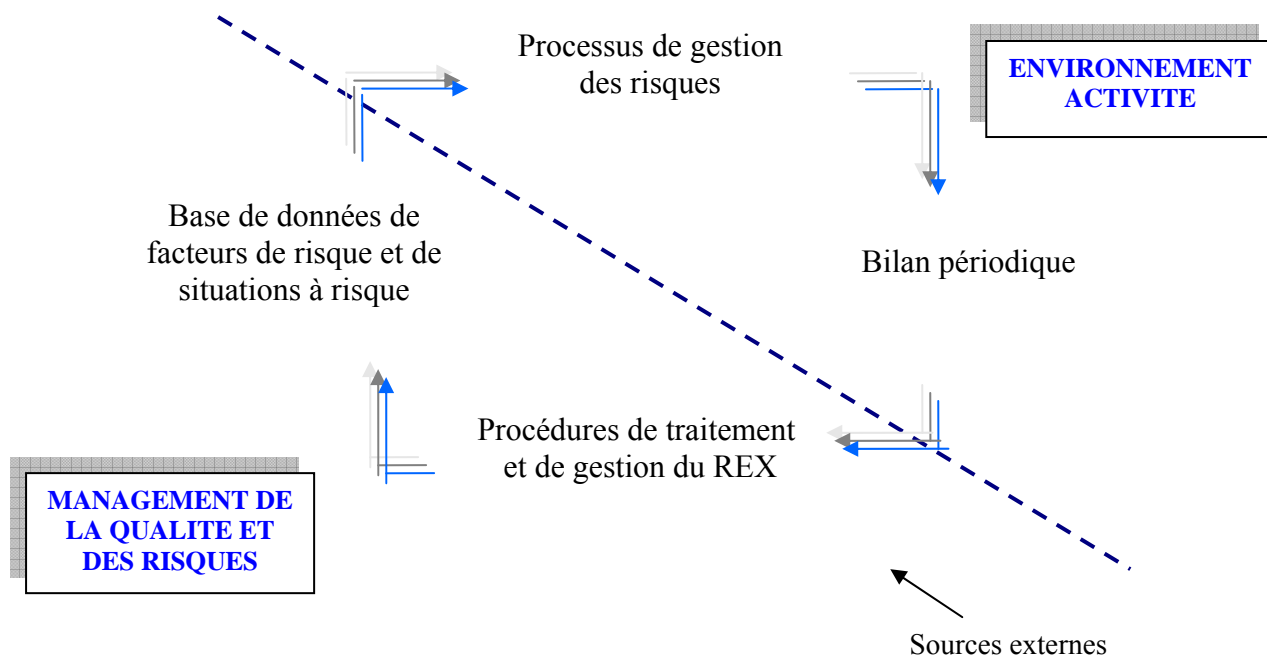 Processus de gestion
des risques
ENVIRONNEMENT
ACTIVITE
Base de données de
facteurs de risque et de
situations à risque
Bilan périodique
Procédures de traitement
et de gestion du REX
MANAGEMENT DE
LA QUALITE ET
DES RISQUES
Sources externes